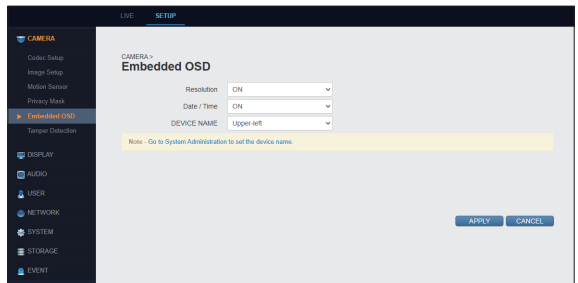 LIVE SETUP
CAMERA
Codec Setup
Image Setup
Motion Sensor
Privacy Mask
Embedded OSD
Tamper Detection
DISPLAY
AUDIO
USER
NETWORK
SYSTEM
STORAGE
EVENT
CAMERA >
Embedded OSD
Resolution ON
Date / Time ON
DEVICE NAME Upper-left
Note - Go to System Administration to set the device name.
APPLY CANCEL